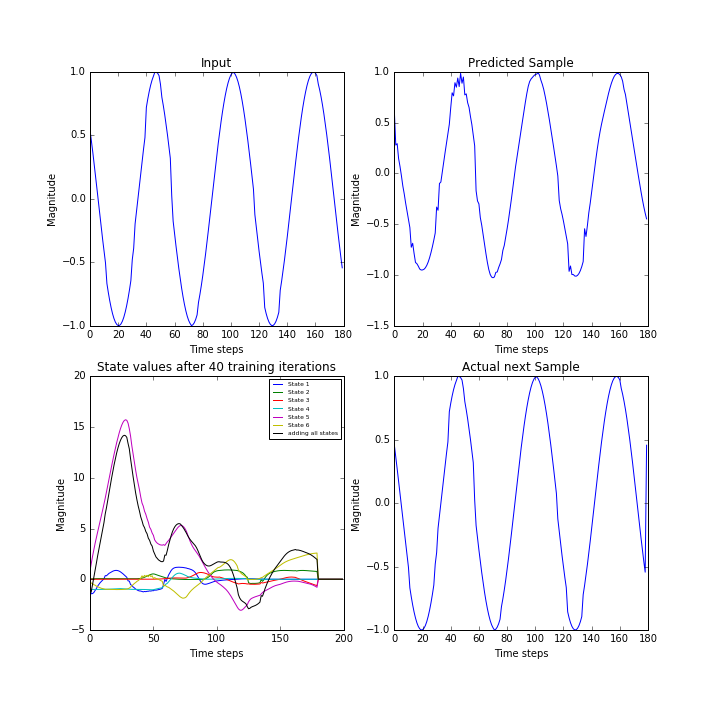 Input
Magnitude
1.0
0.5
0.0
−0.5
−1.0
0 20 40 60 80 100 120 140 160 180
Time steps
Predicted Sample
Magnitude
1.0
0.5
0.0
−0.5
−1.0
−1.5
0 20 40 60 80 100 120 140 160 180
Time steps
State values after 40 training iterations
Magnitude
20
15
10
5
0
−5
0 50 100 150 200
Time steps
State 1
State 2
State 3
State 4
State 5
State 6
adding all states
Actual next Sample
Magnitude
1.0
0.5
0.0
−0.5
−1.0
0 20 40 60 80 100 120 140 160 180
Time steps